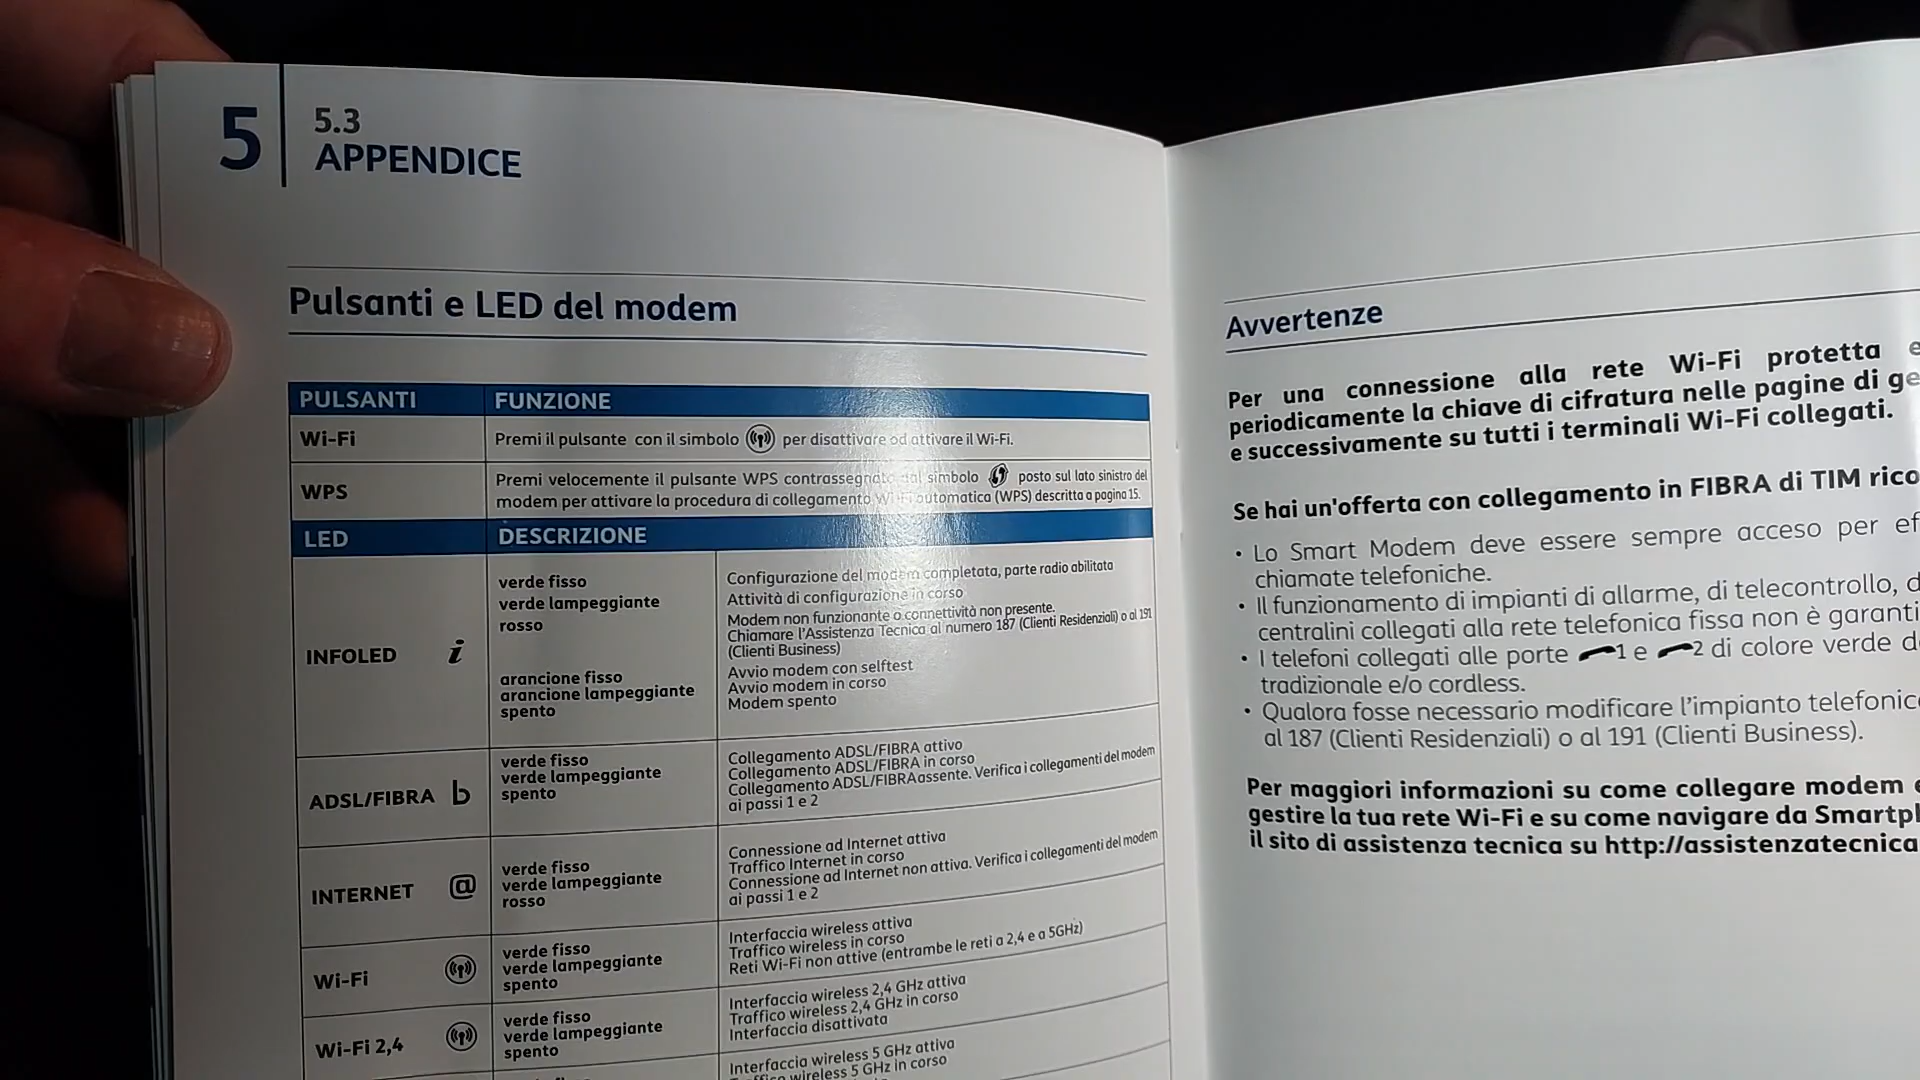 5
5.3
APPENDICE
Pulsanti e LED del modem
PULSANTI FUNZIONE
Wi-Fi Premi il pulsante con il simbolo per disattivare od attivare il Wi-Fi.
WPS Premi velocemente il pulsante WPS contrassegnato dal simbolo posto sul lato sinistro del
modem per attivare la procedura di collegamento Wi-Fi automatica (WPS) descritta a pagina 15.
LED DESCRIZIONE
INFOLED i
verde fisso Configurazione del modem completata, parte radio abilitata
verde lampeggiante Attività di configurazione in corso
rosso Modem non funzionante o connettività non presente.
Chiamare l'Assistenza Tecnica al numero 187 (Clienti Residenziali) o al 191
(Clienti Business)
arancione fisso Avvio modem con selftest
arancione lampeggiante Avvio modem in corso
spento Modem spento
ADSL/FIBRA b
verde fisso Collegamento ADSL/FIBRA attivo
verde lampeggiante Collegamento ADSL/FIBRA in corso
spento Collegamento ADSL/FIBRA assente. Verifica i collegamenti del modem
ai passi 1 e 2
INTERNET @
verde fisso Connessione ad Internet attiva
verde lampeggiante Traffico Internet in corso
rosso Connessione ad Internet non attiva. Verifica i collegamenti del modem
ai passi 1 e 2
Wi-Fi
verde fisso Interfaccia wireless attiva
verde lampeggiante Traffico wireless in corso
spento Reti Wi-Fi non attive (entrambe le reti a 2,4 e a 5GHz)
Wi-Fi 2,4
verde fisso Interfaccia wireless 2,4 GHz attiva
verde lampeggiante Traffico wireless 2,4 GHz in corso
spento Interfaccia disattivata
Interfaccia wireless 5 GHz attiva
wireless 5 GHz in corso
Avvertenze
Per una connessione alla rete Wi-Fi protetta e
periodicamente la chiave di cifratura nelle pagine di ge
e successivamente su tutti i terminali Wi-Fi collegati.
Se hai un'offerta con collegamento in FIBRA di TIM rico
• Lo Smart Modem deve essere sempre acceso per ef
chiamate telefoniche.
• Il funzionamento di impianti di allarme, di telecontrollo, d
centralini collegati alla rete telefonica fissa non è garanti
• I telefoni collegati alle porte 1 e 2 di colore verde de
tradizionale e/o cordless.
• Qualora fosse necessario modificare l'impianto telefonico
al 187 (Clienti Residenziali) o al 191 (Clienti Business).
Per maggiori informazioni su come collegare modem e
gestire la tua rete Wi-Fi e su come navigare da Smartph
il sito di assistenza tecnica su http://assistenzatecnica